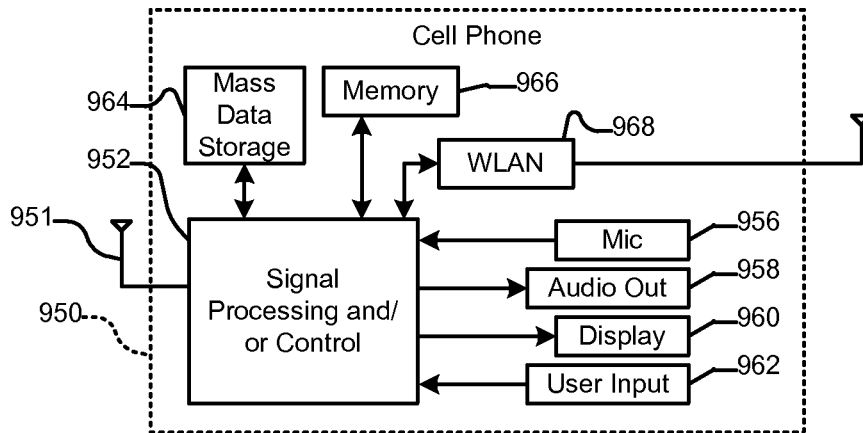 Cell Phone
964
Mass
Data
Storage
Memory
966
968
952
WLAN
951
Mic
956
Signal
Processing and/
or Control
Audio Out
958
950
Display
960
User Input
962